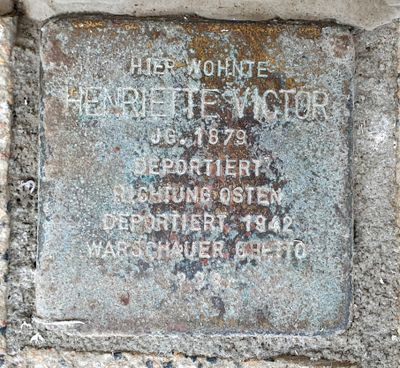 HIER WOHNTE
HENRIETTE VICTOR
JG. 1879
DEPORTIERT
RICHTUNG OSTEN
DEPORTIERT 1942
WARSCHAUER GHETTO